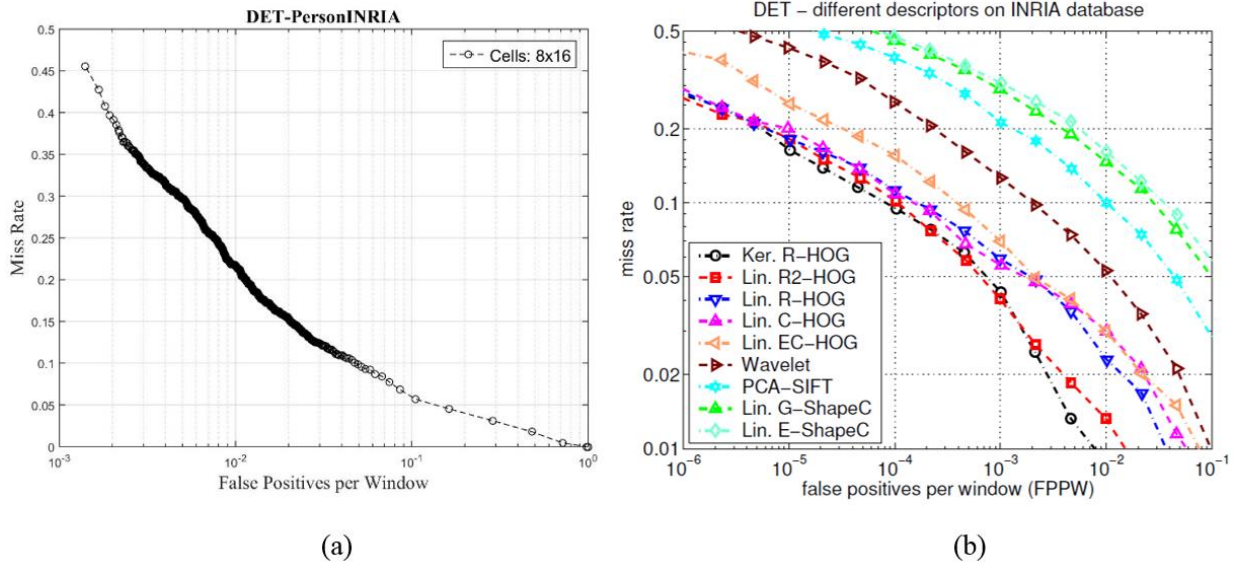 DET-PersonINRIA
0.5
0.45
0.4
0.35
0.3
0.25
0.2
0.15
0.1
0.05
0
Miss Rate
Cells: 8x16
10⁻³
10⁻²
10⁻¹
10⁰
False Positives per Window
(a)
DET – different descriptors on INRIA database
0.5
0.2
0.1
0.05
0.02
0.01
miss rate
Ker. R–HOG
Lin. R2–HOG
Lin. R–HOG
Lin. C–HOG
Lin. EC–HOG
Wavelet
PCA–SIFT
Lin. G–ShapeC
Lin. E–ShapeC
10⁻⁶
10⁻⁵
10⁻⁴
10⁻³
10⁻²
10⁻¹
false positives per window (FPPW)
(b)